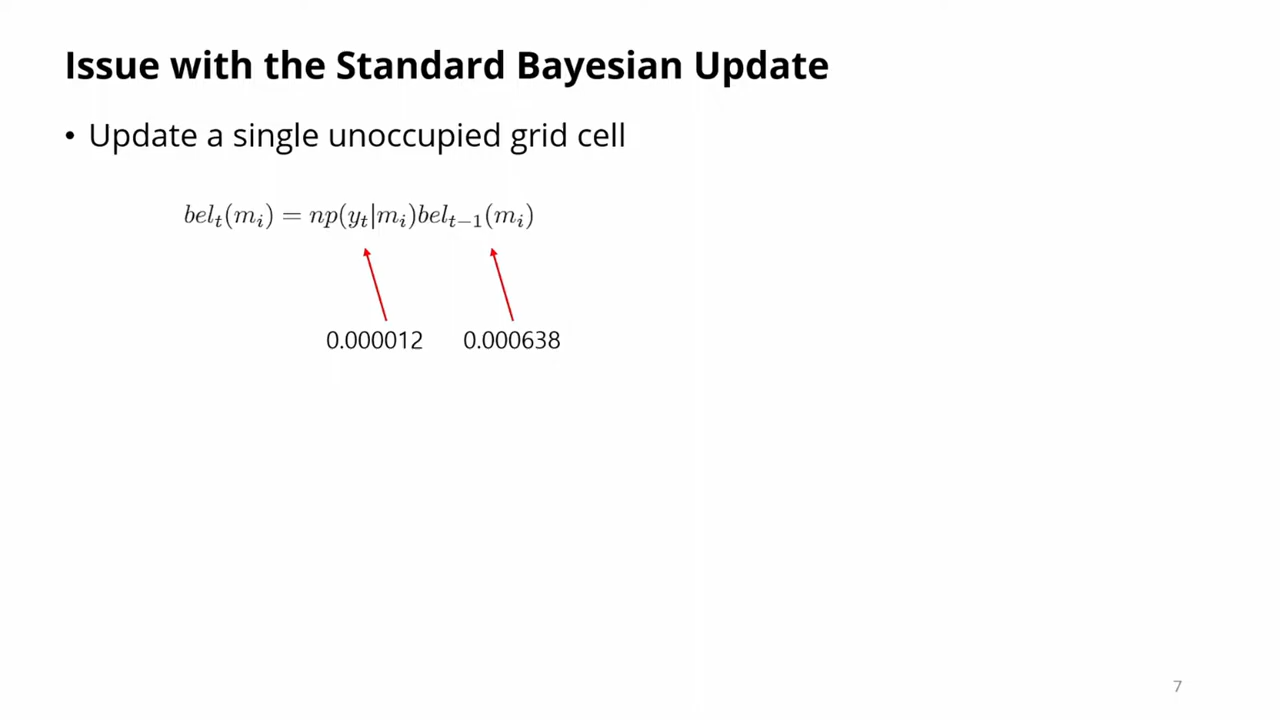 Issue with the Standard Bayesian Update
• Update a single unoccupied grid cell
bel_t(m_i) = np(y_t|m_i)bel_{t−1}(m_i)
0.000012 0.000638
7